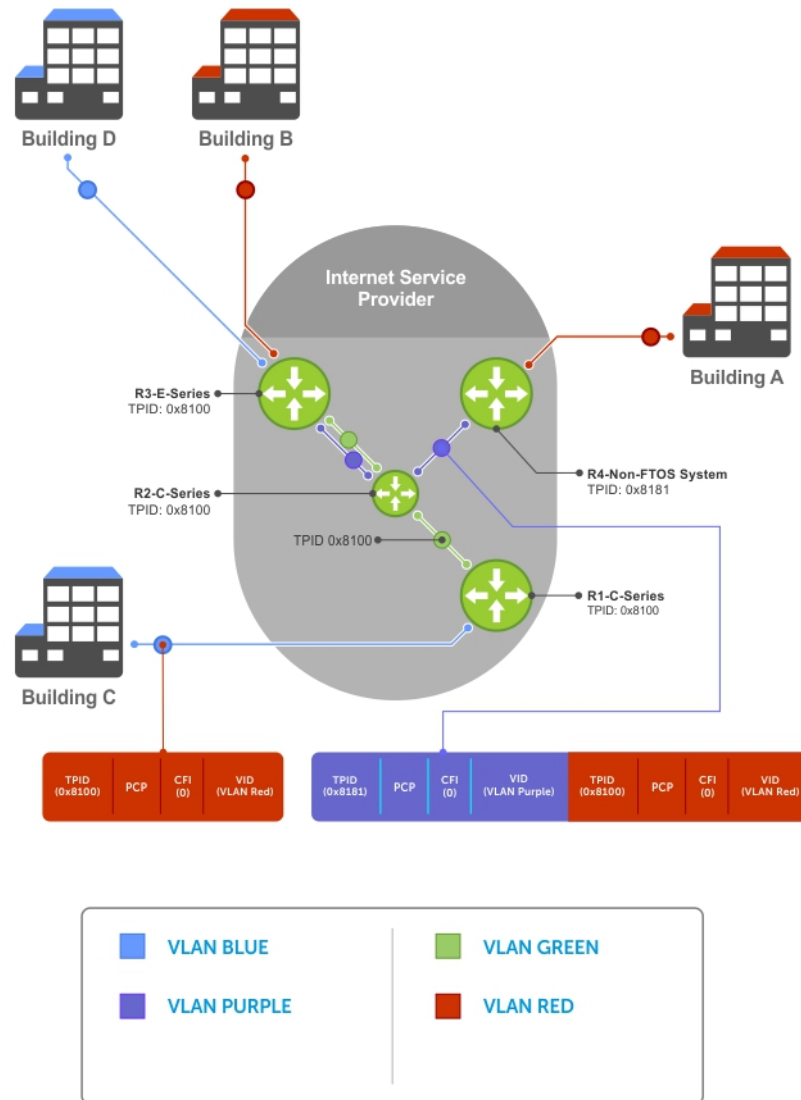 Building D
Building B
Internet Service
Provider
Building A
R3-E-Series
TPID: 0x8100
R4-Non-FTOS System
TPID: 0x8181
R2-C-Series
TPID: 0x8100
TPID 0x8100
R1-C-Series
TPID: 0x8100
Building C
TPID
(0x8100)
PCP
CFI
(0)
VID
(VLAN Red)
TPID
(0x8181)
PCP
CFI
(0)
VID
(VLAN Purple)
TPID
(0x8100)
PCP
CFI
(0)
VID
(VLAN Red)
VLAN BLUE
VLAN GREEN
VLAN PURPLE
VLAN RED